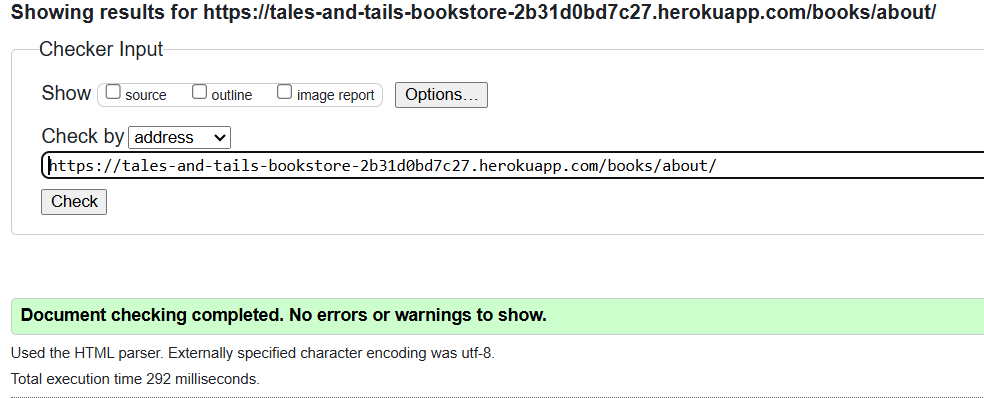 Showing results for https://tales-and-tails-bookstore-2b31d0bd7c27.herokuapp.com/books/about/
Checker Input
Show source outline image report Options...
Check by address
https://tales-and-tails-bookstore-2b31d0bd7c27.herokuapp.com/books/about/
Check
Document checking completed. No errors or warnings to show.
Used the HTML parser. Externally specified character encoding was utf-8.
Total execution time 292 milliseconds.